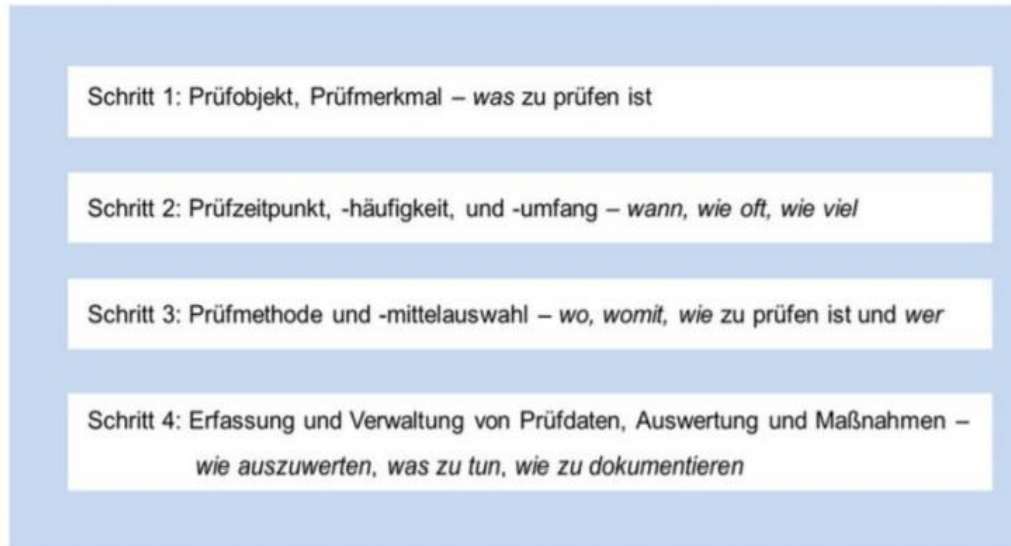 Schritt 1: Prüfobjekt, Prüfmerkmal – was zu prüfen ist
Schritt 2: Prüfzeitpunkt, -häufigkeit, und -umfang – wann, wie oft, wie viel
Schritt 3: Prüfmethode und -mittelauswahl – wo, womit, wie zu prüfen ist und wer
Schritt 4: Erfassung und Verwaltung von Prüfdaten, Auswertung und Maßnahmen –
wie auszuwerten, was zu tun, wie zu dokumentieren